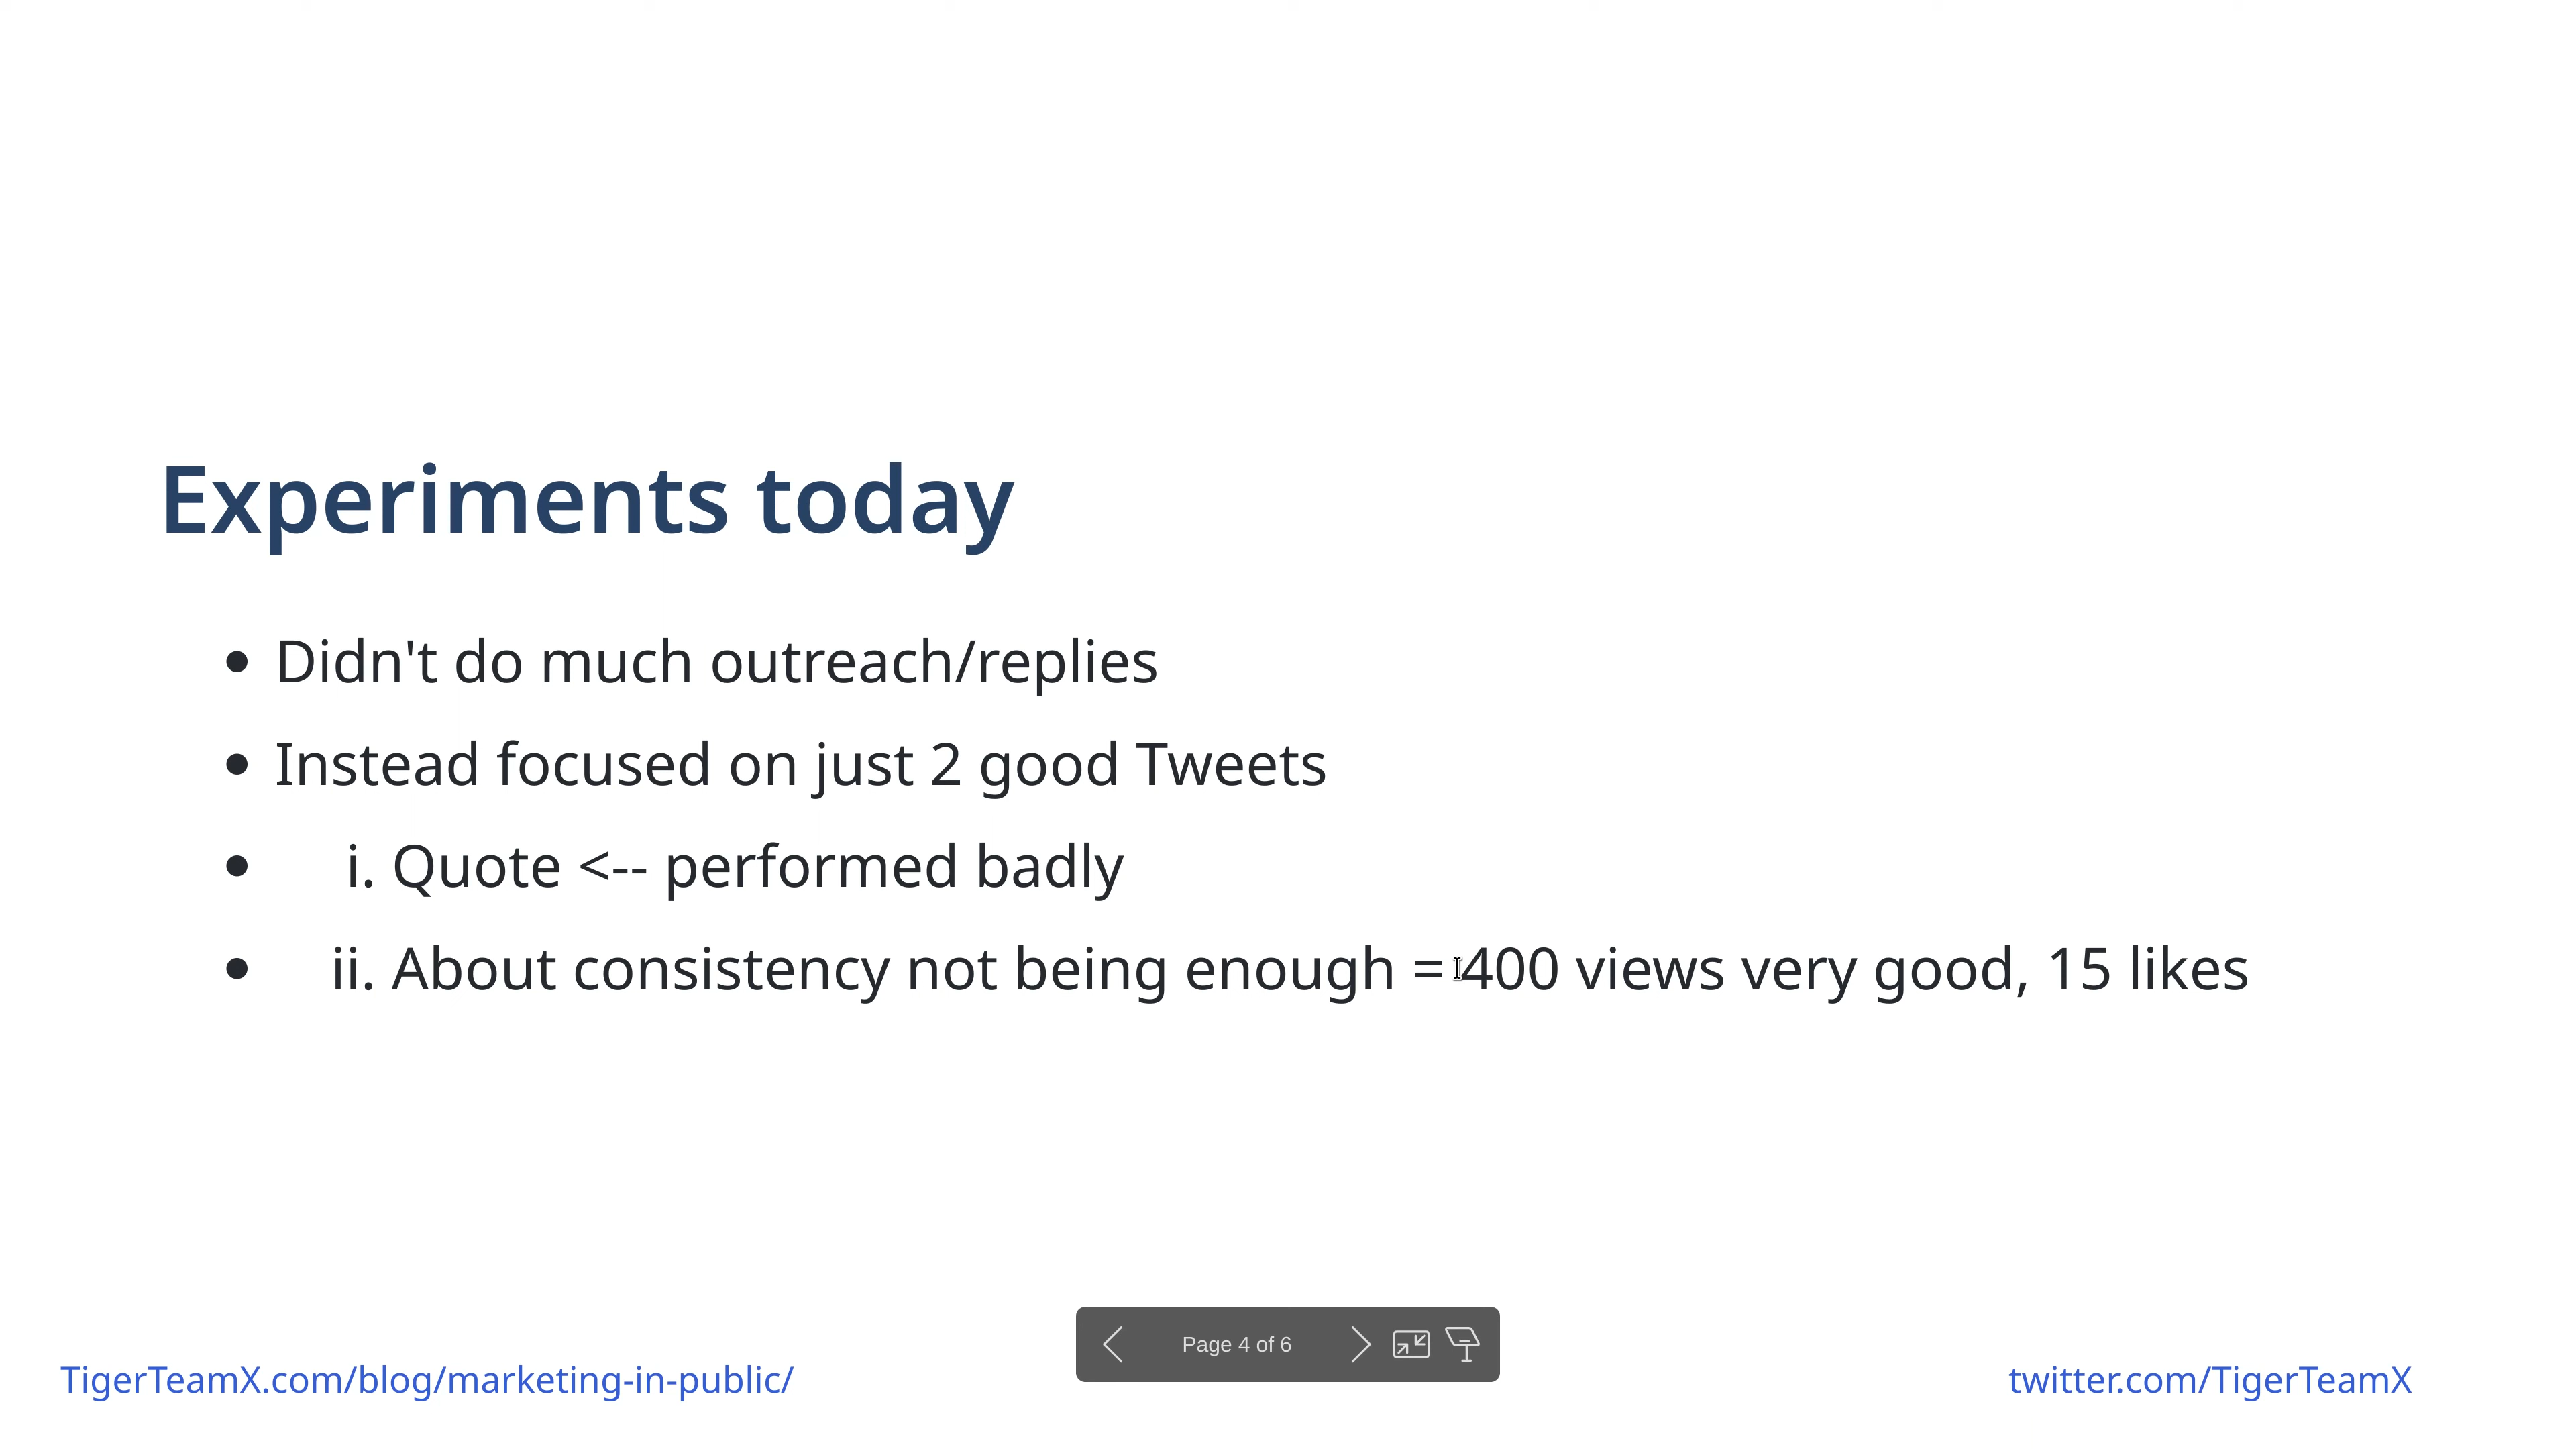 Experiments today
• Didn't do much outreach/replies
• Instead focused on just 2 good Tweets
• i. Quote <-- performed badly
• ii. About consistency not being enough = 400 views very good, 15 likes
Page 4 of 6
TigerTeamX.com/blog/marketing-in-public/
twitter.com/TigerTeamX